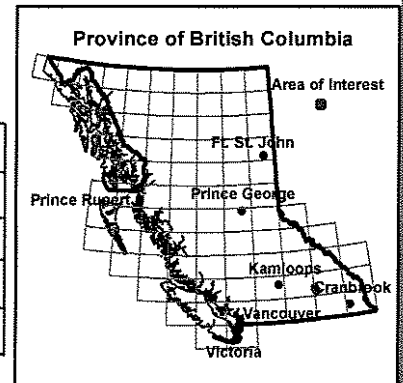 Province of British Columbia
Area of Interest
Ft. St. John
Prince Rupert
Prince George
Kamloops
Cranbrook
Vancouver
Victoria